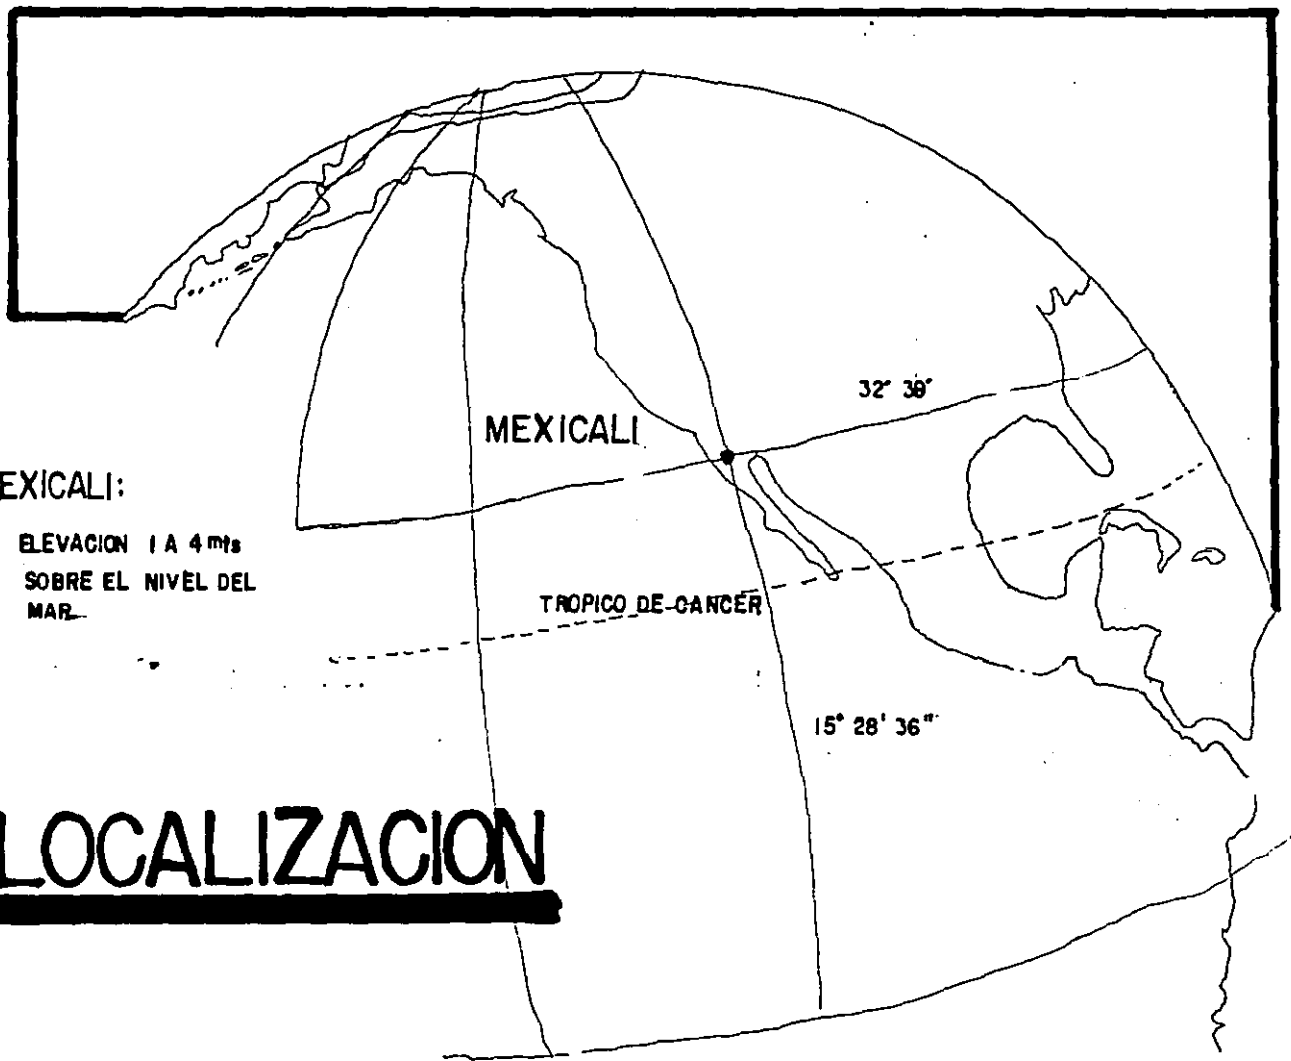 32° 38'
MEXICALI
EXICALI:
ELEVACION 1 A 4 mts
SOBRE EL NIVEL DEL
MAR
TROPICO DE CANCER
15° 28' 36"
LOCALIZACION